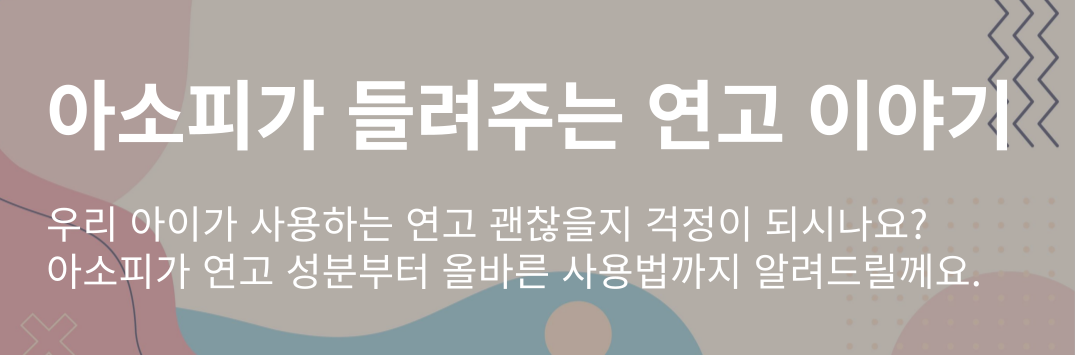 아소피가 들려주는 연고 이야기
우리 아이가 사용하는 연고 괜찮을지 걱정이 되시나요?
아소피가 연고 성분부터 올바른 사용법까지 알려드릴께요.